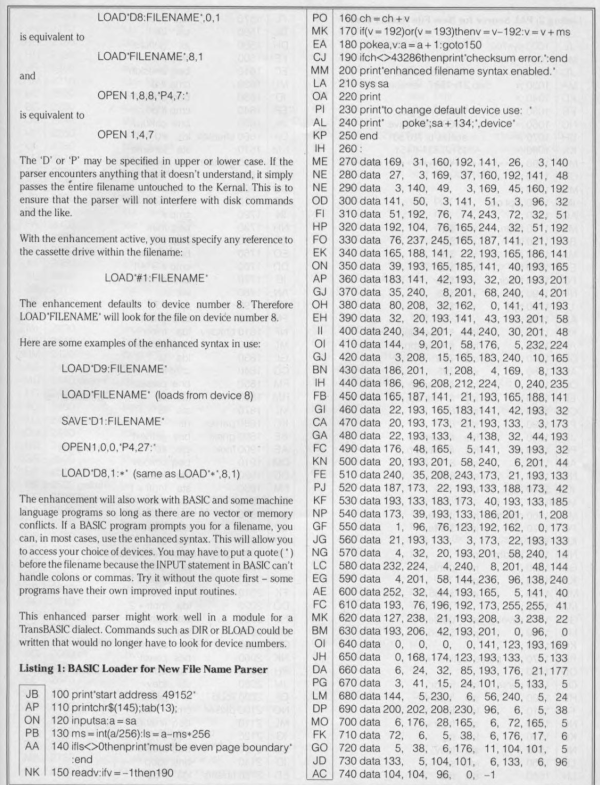 LOAD"D8:FILENAME",0,1
is equivalent to
LOAD"FILENAME",8,1
and
OPEN 1,8,8,"P4,7:"
is equivalent to
OPEN 1,4,7
The 'D' or 'P' may be specified in upper or lower case. If the
parser encounters anything that it doesn't understand, it simply
passes the entire filename untouched to the Kernal. This is to
ensure that the parser will not interfere with disk commands
and the like.
With the enhancement active, you must specify any reference to
the cassette drive within the filename:
LOAD"#1:FILENAME"
The enhancement defaults to device number 8. Therefore
LOAD"FILENAME" will look for the file on device number 8.
Here are some examples of the enhanced syntax in use:
LOAD"D9:FILENAME"
LOAD"FILENAME" (loads from device 8)
SAVE"D1:FILENAME"
OPEN1,0,0,"P4,27:"
LOAD"D8,1:*" (same as LOAD"*",8,1)
The enhancement will also work with BASIC and some machine
language programs so long as there are no vector or memory
conflicts. If a BASIC program prompts you for a filename, you
can, in most cases, use the enhanced syntax. This will allow you
to access your choice of devices. You may have to put a quote (")
before the filename because the INPUT statement in BASIC can't
handle colons or commas. Try it without the quote first – some
programs have their own improved input routines.
This enhanced parser might work well in a module for a
TransBASIC dialect. Commands such as DIR or BLOAD could be
written that would no longer have to look for device numbers.
Listing 1: BASIC Loader for New File Name Parser
JB 100 print"start address 49152"
AP 110 printchr$(145);tab(13);
ON 120 inputsa:a=sa
PB 130 ms=int(a/256):ls=a-ms*256
AA 140 ifls<>0thenprint"must be even page boundary"
:end
NK 150 readv:ifv=-1then190
PO 160 ch=ch+v
MK 170 if(v=192)or(v=193)thenv=v-192:v=v+ms
EA 180 pokea,v:a=a+1:goto150
CJ 190 ifch<>43286thenprint"checksum error.":end
MM 200 print"enhanced filename syntax enabled."
LA 210 sys sa
OA 220 print
PI 230 print"to change default device use: "
AL 240 print" poke";sa+134;",device"
KP 250 end
IH 260 :
ME 270 data 169, 31, 160, 192, 141, 26, 3, 140
NE 280 data 27, 3, 169, 37, 160, 192, 141, 48
NE 290 data 3, 140, 49, 3, 169, 45, 160, 192
OD 300 data 141, 50, 3, 141, 51, 3, 96, 32
FI 310 data 51, 192, 76, 74, 243, 72, 32, 51
HP 320 data 192, 104, 76, 165, 244, 32, 51, 192
FO 330 data 76, 237, 245, 165, 187, 141, 21, 193
EK 340 data 165, 188, 141, 22, 193, 165, 186, 141
ON 350 data 39, 193, 165, 185, 141, 40, 193, 165
AP 360 data 183, 141, 42, 193, 32, 20, 193, 201
GJ 370 data 35, 240, 8, 201, 68, 240, 4, 201
OH 380 data 80, 208, 32, 162, 0, 141, 41, 193
EH 390 data 32, 20, 193, 141, 43, 193, 201, 58
II 400 data 240, 34, 201, 44, 240, 30, 201, 48
OI 410 data 144, 9, 201, 58, 176, 5, 232, 224
GJ 420 data 3, 208, 15, 165, 183, 240, 10, 165
BN 430 data 186, 201, 1, 208, 4, 169, 8, 133
IH 440 data 186, 96, 208, 212, 224, 0, 240, 235
FB 450 data 165, 187, 141, 21, 193, 165, 188, 141
GI 460 data 22, 193, 165, 183, 141, 42, 193, 32
CA 470 data 20, 193, 173, 21, 193, 133, 3, 173
GA 480 data 22, 193, 133, 4, 138, 32, 44, 193
FC 490 data 176, 48, 165, 5, 141, 39, 193, 32
KN 500 data 20, 193, 201, 58, 240, 6, 201, 44
FE 510 data 240, 35, 208, 243, 173, 21, 193, 133
PJ 520 data 187, 173, 22, 193, 133, 188, 173, 42
KF 530 data 193, 133, 183, 173, 40, 193, 133, 185
NP 540 data 173, 39, 193, 133, 186, 201, 1, 208
GF 550 data 1, 96, 76, 123, 192, 162, 0, 173
JG 560 data 21, 193, 133, 3, 173, 22, 193, 133
NG 570 data 4, 32, 20, 193, 201, 58, 240, 14
LC 580 data 232, 224, 4, 240, 8, 201, 48, 144
EG 590 data 4, 201, 58, 144, 236, 96, 138, 240
AE 600 data 252, 32, 44, 193, 165, 5, 141, 40
FC 610 data 193, 76, 196, 192, 173, 255, 255, 41
MK 620 data 127, 238, 21, 193, 208, 3, 238, 22
BM 630 data 193, 206, 42, 193, 201, 0, 96, 0
OI 640 data 0, 0, 0, 0, 141, 123, 193, 169
JH 650 data 0, 168, 174, 123, 193, 133, 5, 133
DA 660 data 6, 24, 32, 85, 193, 176, 21, 177
PG 670 data 3, 41, 15, 24, 101, 5, 133, 5
LM 680 data 144, 5, 230, 6, 56, 240, 5, 24
DP 690 data 200, 202, 208, 230, 96, 6, 5, 38
MO 700 data 6, 176, 28, 165, 6, 72, 165, 5
FK 710 data 72, 6, 5, 38, 6, 176, 17, 6
GO 720 data 5, 38, 6, 176, 11, 104, 101, 5
JD 730 data 133, 5, 104, 101, 6, 133, 6, 96
AC 740 data 104, 104, 96, 0, -1